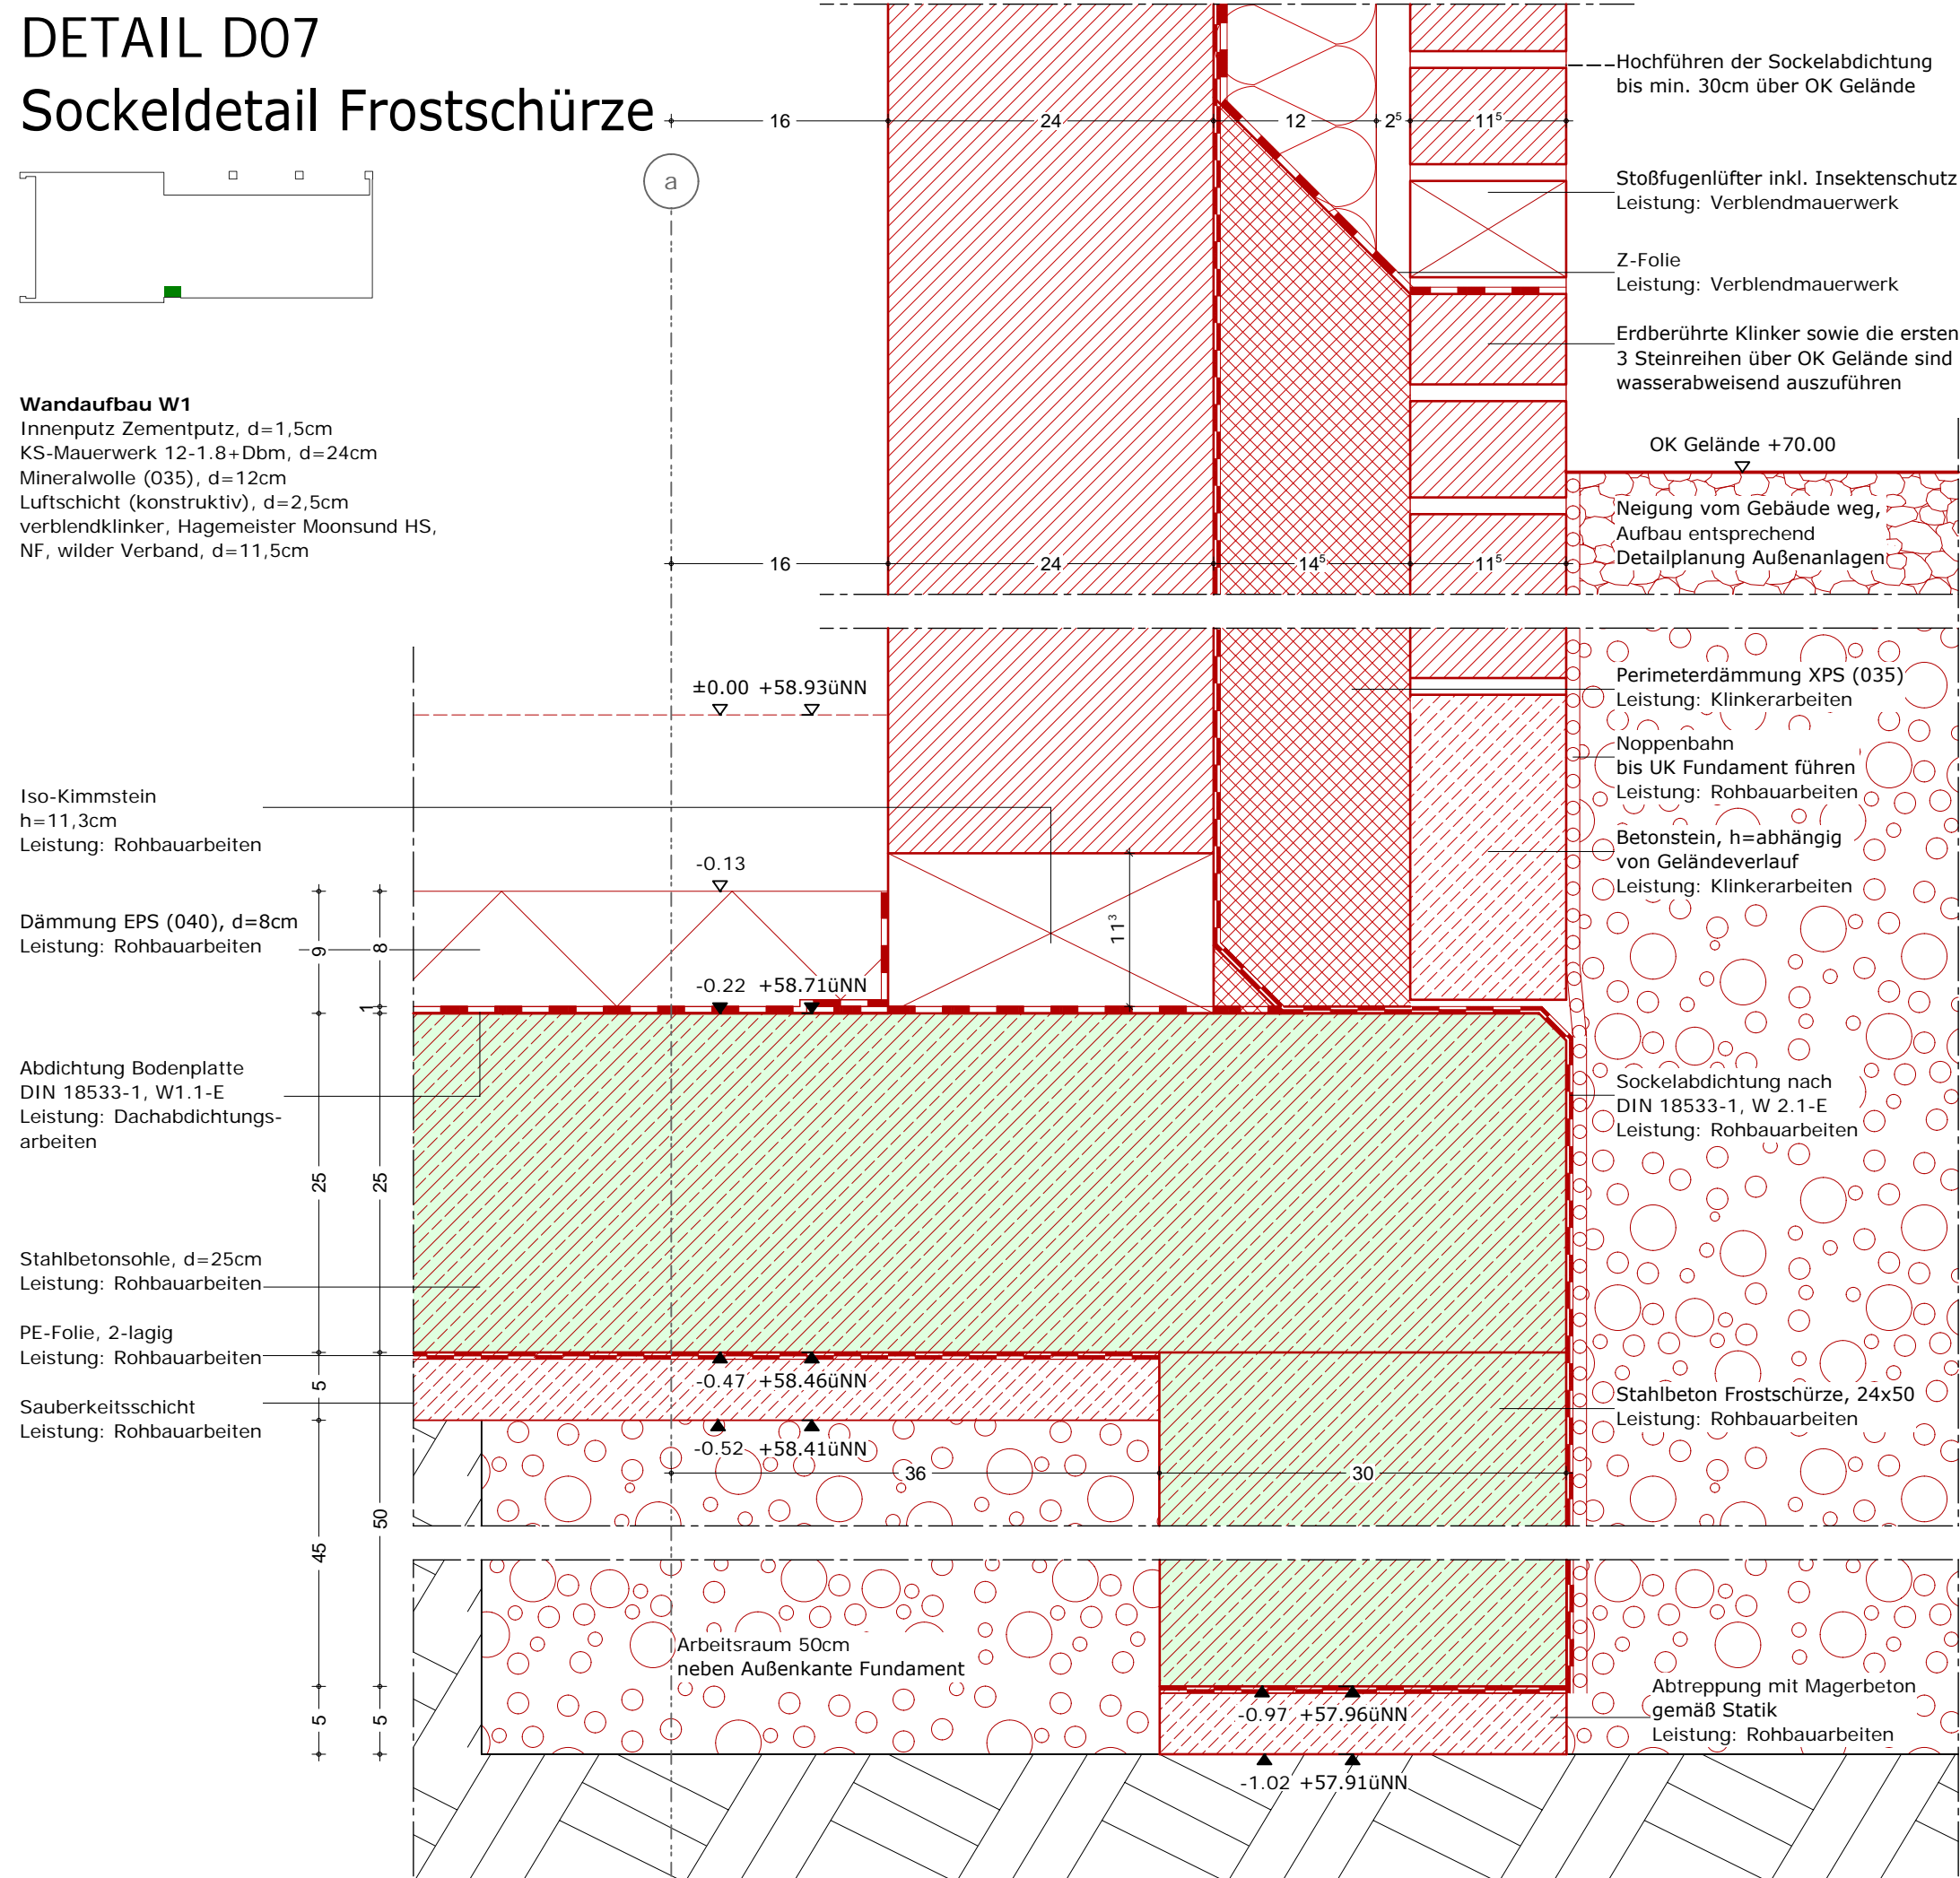 DETAIL D07
Sockeldetail Frostschürze
16
24
12
2⁵
11⁵
a
Hochführen der Sockelabdichtung
bis min. 30cm über OK Gelände
Stoßfugenlüfter inkl. Insektenschutz
Leistung: Verblendmauerwerk
Z-Folie
Leistung: Verblendmauerwerk
Erdberührte Klinker sowie die ersten
3 Steinreihen über OK Gelände sind
wasserabweisend auszuführen
Wandaufbau W1
Innenputz Zementputz, d=1,5cm
KS-Mauerwerk 12-1.8+Dbm, d=24cm
Mineralwolle (035), d=12cm
Luftschicht (konstruktiv), d=2,5cm
verblendklinker, Hagemeister Moonsund HS,
NF, wilder Verband, d=11,5cm
OK Gelände +70.00
Neigung vom Gebäude weg,
Aufbau entsprechend
Detailplanung Außenanlagen
16
24
14⁵
11⁵
±0.00 +58.93üNN
Perimeterdämmung XPS (035)
Leistung: Klinkerarbeiten
Noppenbahn
bis UK Fundament führen
Leistung: Rohbauarbeiten
Betonstein, h=abhängig
von Geländeverlauf
Leistung: Klinkerarbeiten
Iso-Kimmstein
h=11,3cm
Leistung: Rohbauarbeiten
-0.13
11³
Dämmung EPS (040), d=8cm
Leistung: Rohbauarbeiten
9
8
-0.22 +58.71üNN
1
Abdichtung Bodenplatte
DIN 18533-1, W1.1-E
Leistung: Dachabdichtungs-
arbeiten
Sockelabdichtung nach
DIN 18533-1, W 2.1-E
Leistung: Rohbauarbeiten
25
25
Stahlbetonsohle, d=25cm
Leistung: Rohbauarbeiten
PE-Folie, 2-lagig
Leistung: Rohbauarbeiten
5
-0.47 +58.46üNN
Stahlbeton Frostschürze, 24x50
Leistung: Rohbauarbeiten
Sauberkeitsschicht
Leistung: Rohbauarbeiten
-0.52 +58.41üNN
36
30
50
45
Arbeitsraum 50cm
neben Außenkante Fundament
5
5
-0.97 +57.96üNN
Abtreppung mit Magerbeton
gemäß Statik
Leistung: Rohbauarbeiten
-1.02 +57.91üNN